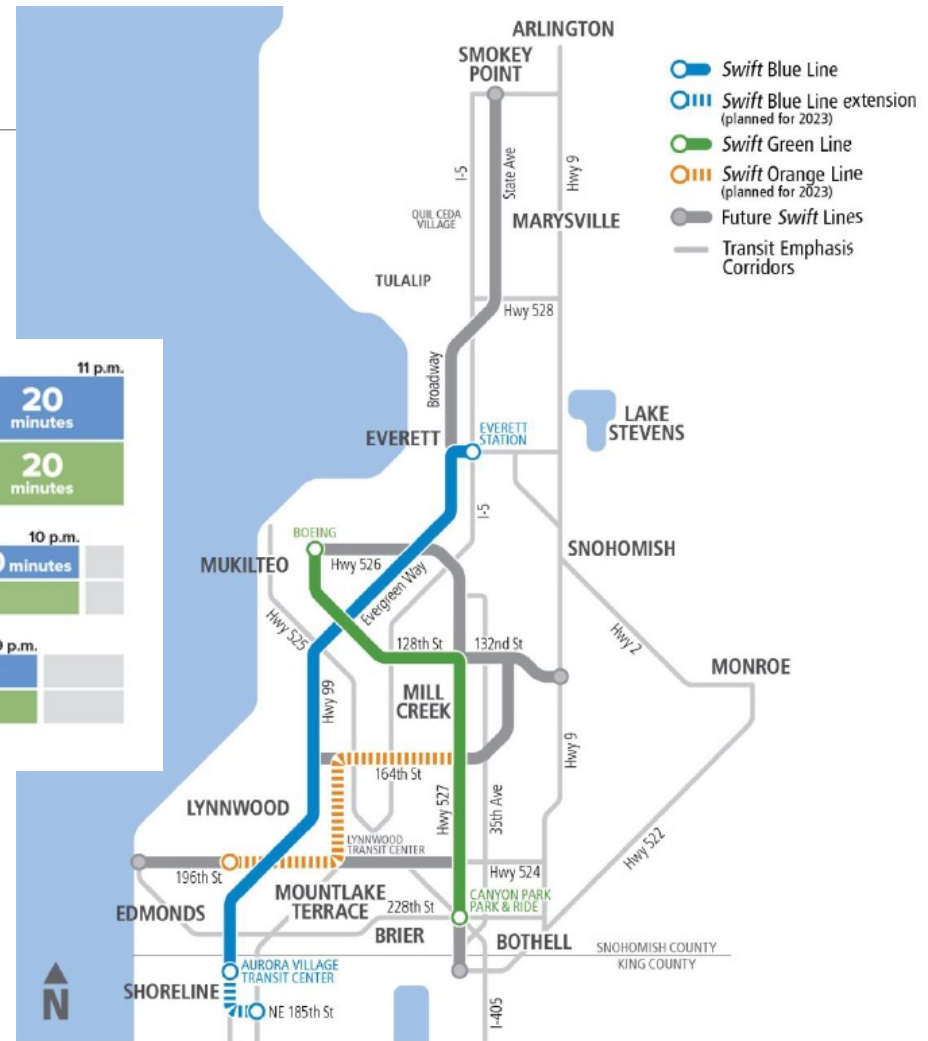 ARLINGTON
SMOKEY
POINT
Swift Blue Line
Swift Blue Line extension
(planned for 2023)
Swift Green Line
Swift Orange Line
(planned for 2023)
Future Swift Lines
Transit Emphasis
Corridors
I-5
State Ave
Hwy 9
QUIL CEDA
VILLAGE
MARYSVILLE
TULALIP
Hwy 528
Broadway
11 p.m.
20
minutes
20
minutes
10 p.m.
minutes
p.m.
LAKE
STEVENS
EVERETT
EVERETT
STATION
I-5
BOEING
MUKILTEO
Hwy 526
Evergreen Way
SNOHOMISH
Hwy 525
128th St
132nd St
Hwy 2
MONROE
MILL
CREEK
Hwy 99
164th St
Hwy 9
LYNNWOOD
Hwy 527
35th Ave
LYNNWOOD
TRANSIT CENTER
Hwy 522
196th St
Hwy 524
MOUNTLAKE
TERRACE
EDMONDS
228th St
CANYON PARK
PARK & RIDE
BRIER
BOTHELL
SNOHOMISH COUNTY
KING COUNTY
AURORA VILLAGE
TRANSIT CENTER
SHORELINE
NE 185th St
N
I-405